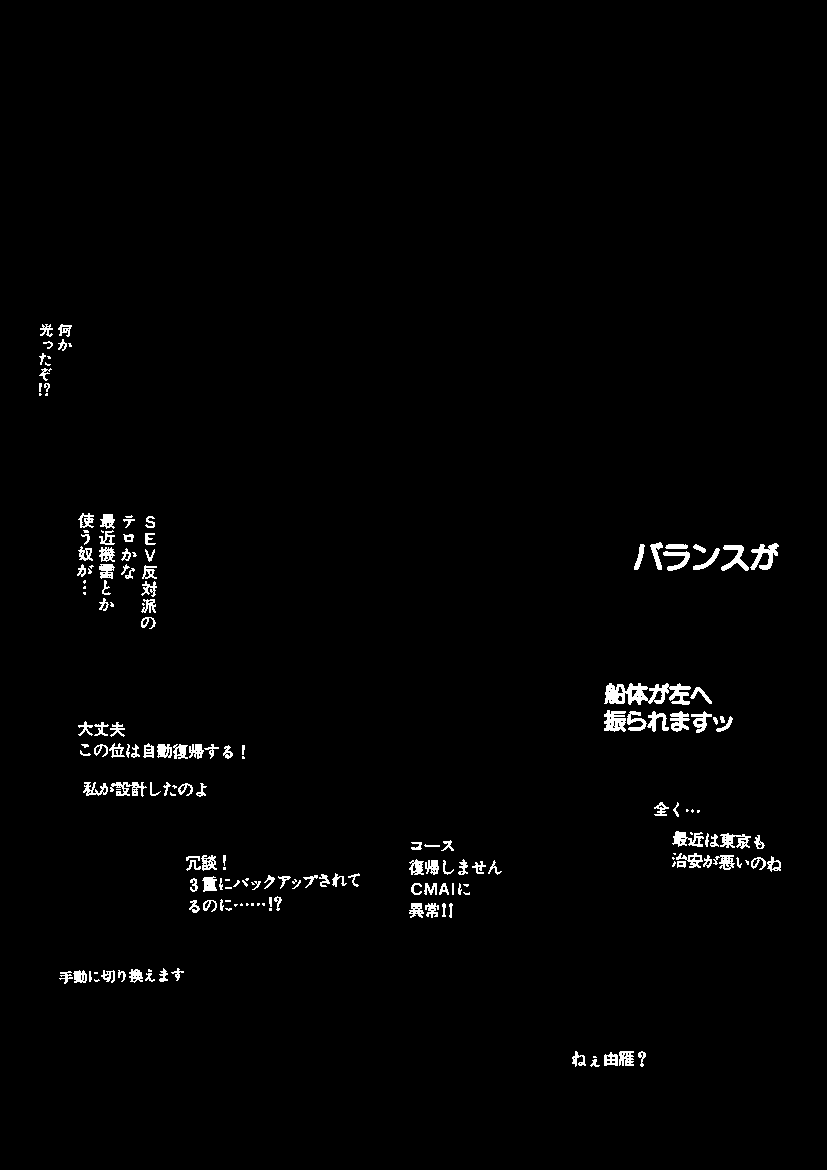 何か
光ったぞ!?
SEV反対派の
テロかな
最近機雷とか
使う奴が…
バランスが
船体が左へ
振られますッ
大丈夫
この位は自動復帰する!
私が設計したのよ
全く…
最近は東京も
治安が悪いのね
コース
復帰しません
CMAIに
異常!!
冗談!
3重にバックアップされて
るのに……!?
手動に切り換えます
ねぇ由雁?